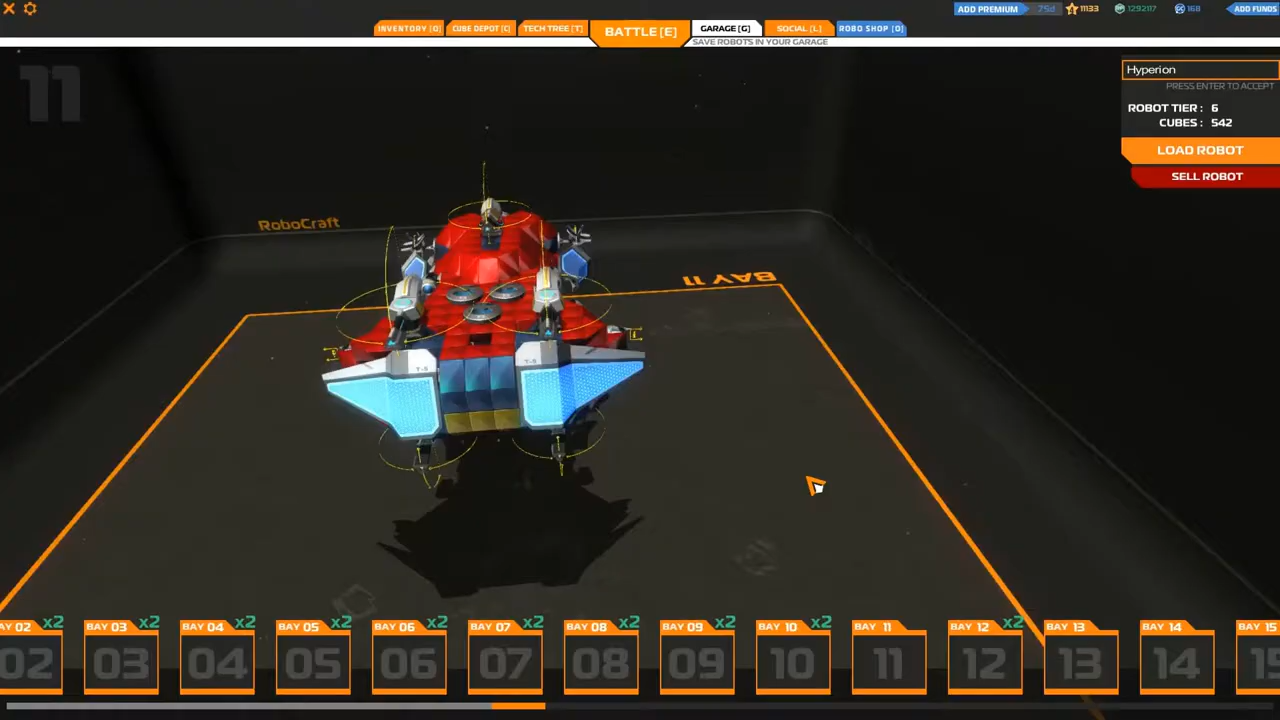 ADD PREMIUM 75d 11133 1292117 168 ADD FUNDS
INVENTORY [Q] CUBE DEPOT [C] TECH TREE [T] BATTLE [E] GARAGE [G] SOCIAL [L] ROBO SHOP [O]
SAVE ROBOTS IN YOUR GARAGE
11
Hyperion
PRESS ENTER TO ACCEPT
ROBOT TIER : 6
CUBES : 542
LOAD ROBOT
SELL ROBOT
RoboCraft
BAY 11
T-5 T-5
AY 02 x2 BAY 03 x2 BAY 04 x2 BAY 05 x2 BAY 06 x2 BAY 07 x2 BAY 08 x2 BAY 09 x2 BAY 10 x2 BAY 11 BAY 12 x2 BAY 13 BAY 14 BAY 15
02 03 04 05 06 07 08 09 10 11 12 13 14 15